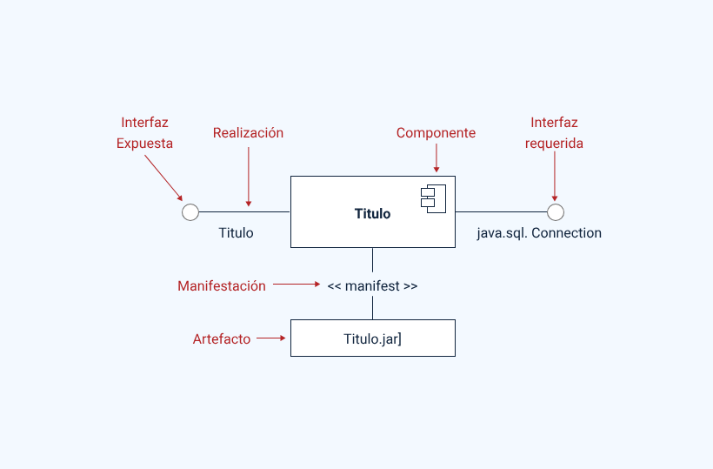 Interfaz
Expuesta
Realización
Componente
Interfaz
requerida
Titulo
Titulo
java.sql. Connection
Manifestación
<< manifest >>
Artefacto
Titulo.jar]